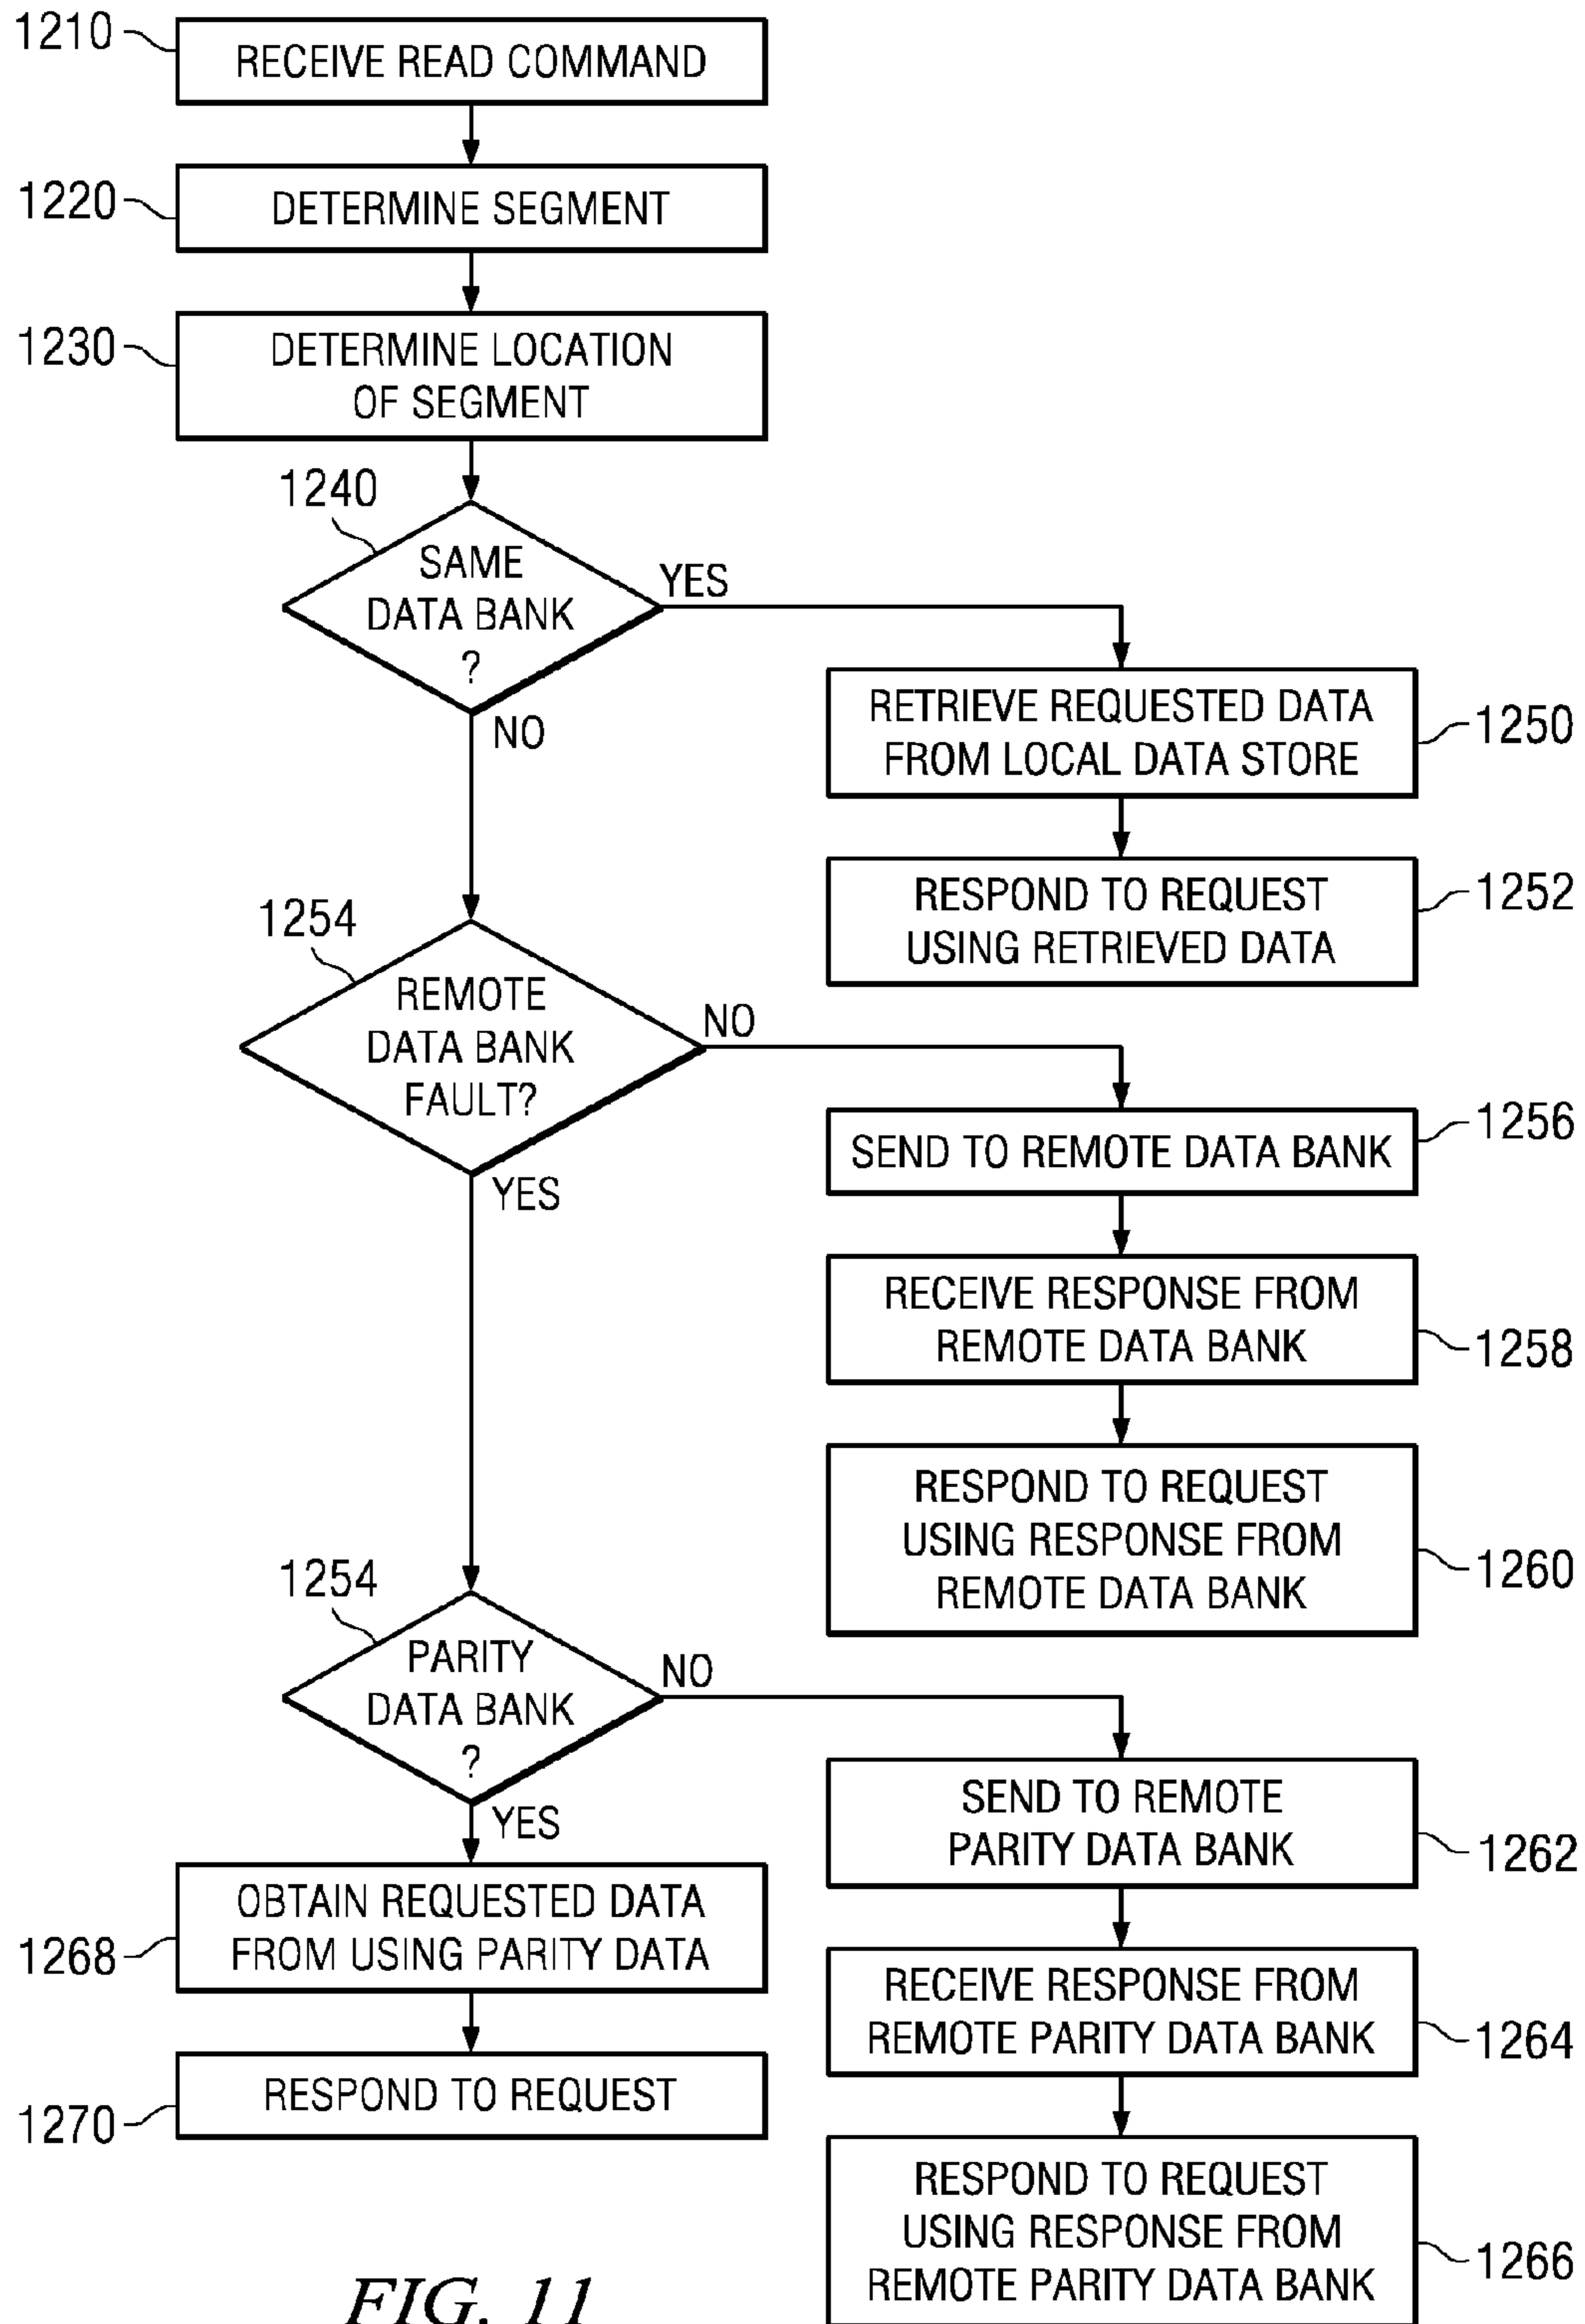 1210
RECEIVE READ COMMAND
1220
DETERMINE SEGMENT
1230
DETERMINE LOCATION
OF SEGMENT
1240
SAME
DATA BANK
?
YES
NO
RETRIEVE REQUESTED DATA
FROM LOCAL DATA STORE
1250
RESPOND TO REQUEST
USING RETRIEVED DATA
1252
1254
REMOTE
DATA BANK
FAULT?
NO
YES
SEND TO REMOTE DATA BANK
1256
RECEIVE RESPONSE FROM
REMOTE DATA BANK
1258
RESPOND TO REQUEST
USING RESPONSE FROM
REMOTE DATA BANK
1260
1254
PARITY
DATA BANK
?
NO
YES
SEND TO REMOTE
PARITY DATA BANK
1262
OBTAIN REQUESTED DATA
FROM USING PARITY DATA
1268
RECEIVE RESPONSE FROM
REMOTE PARITY DATA BANK
1264
RESPOND TO REQUEST
1270
RESPOND TO REQUEST
USING RESPONSE FROM
REMOTE PARITY DATA BANK
1266
FIG. 11